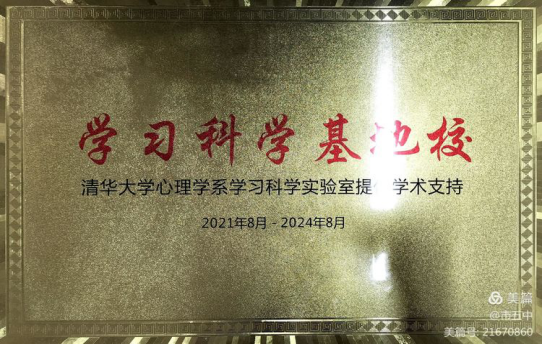 学习科学基地校
清华大学心理学系学习科学实验室提供学术支持
2021年8月 - 2024年8月
美篇
@市五中
美篇号: 21670860